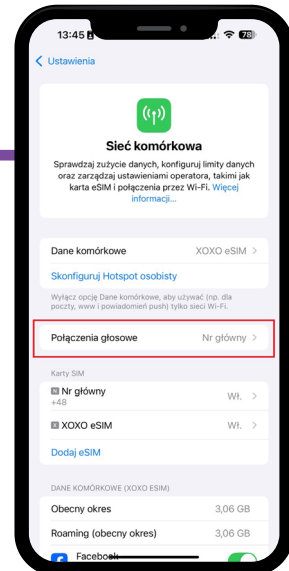 13:45
78
Ustawienia
Sieć komórkowa
Sprawdzaj zużycie danych, konfiguruj limity danych
oraz zarządzaj ustawieniami operatora, takimi jak
karta eSIM i połączenia przez Wi-Fi. Więcej
informacji...
Dane komórkowe XOXO eSIM
Skonfiguruj Hotspot osobisty
Wyłącz opcję Dane komórkowe, aby używać (np. dla
poczty, www i powiadomień push) tylko sieci Wi-Fi.
Połączenia głosowe Nr główny
Karty SIM
N Nr główny Wł.
+48
X XOXO eSIM Wł.
Dodaj eSIM
DANE KOMÓRKOWE (XOXO ESIM)
Obecny okres 3,06 GB
Roaming (obecny okres) 3,06 GB
Facebook